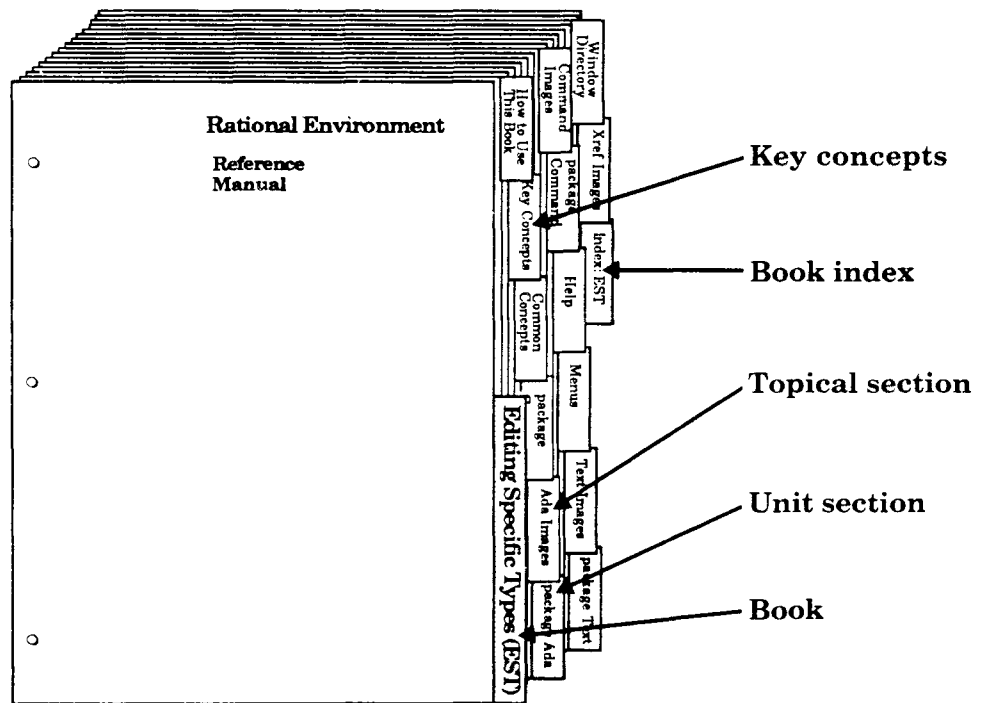 Rational Environment
Reference
Manual
How to Use
This Book
Key Concepts
Common
Concepts
package
Ada Images
package Ada
Editing Specific Types (EST)
Command
Images
package
Command
Help
Menus
Text Images
package Text
Window
Directory
Xref Images
Index: EST
Key concepts
Book index
Topical section
Unit section
Book